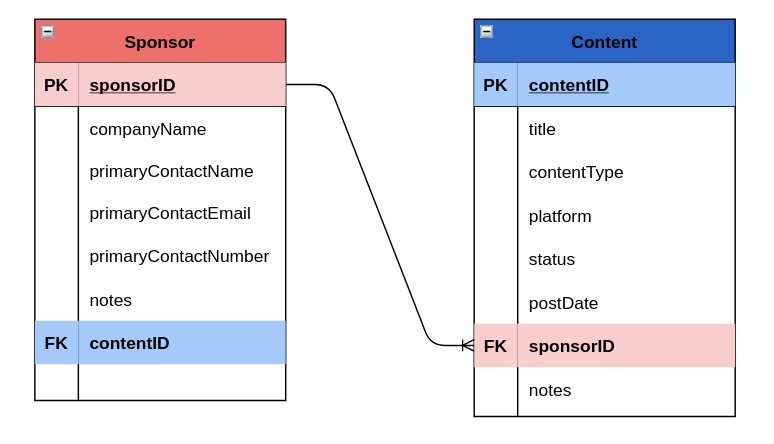 Sponsor
PK sponsorID
companyName
primaryContactName
primaryContactEmail
primaryContactNumber
notes
FK contentID
Content
PK contentID
title
contentType
platform
status
postDate
FK sponsorID
notes